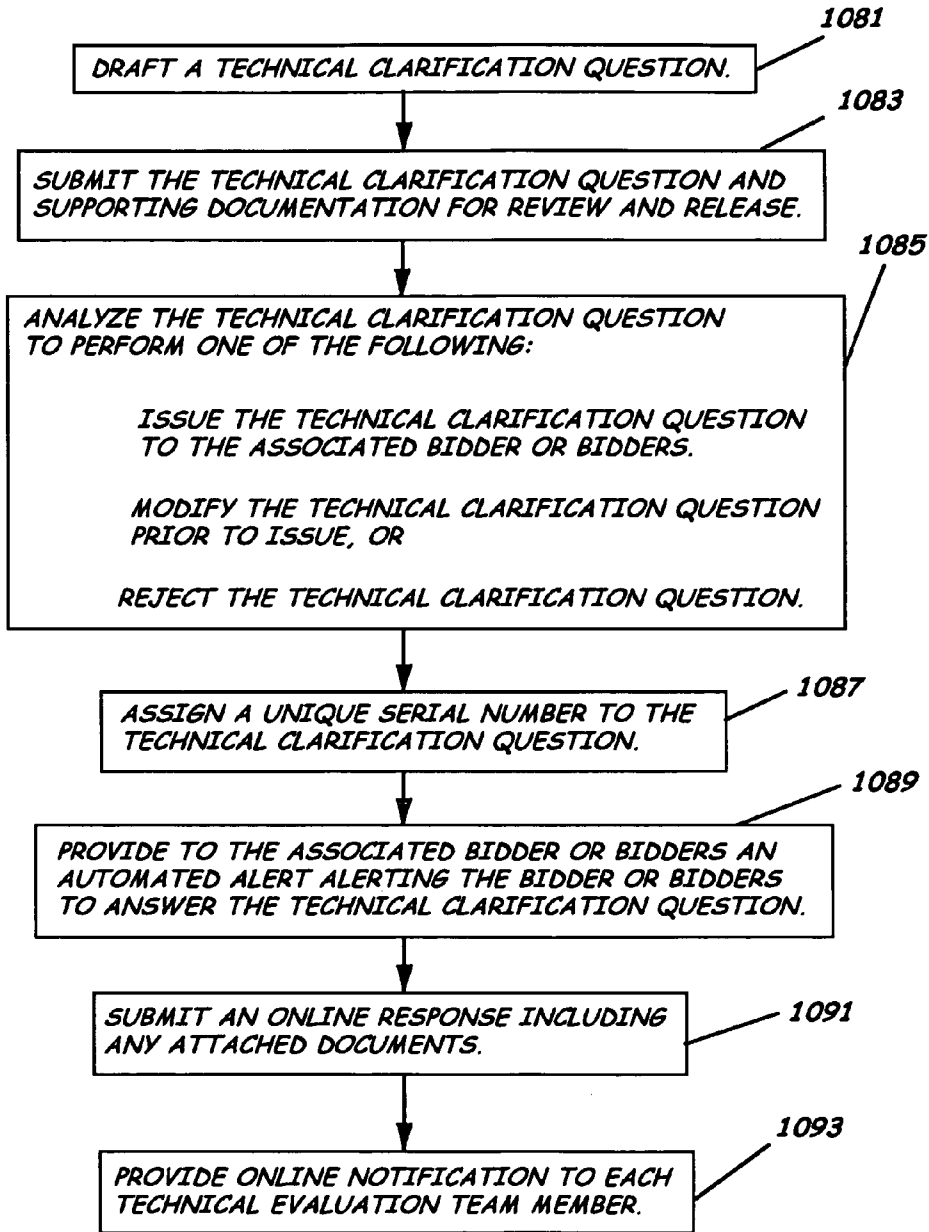 1081
DRAFT A TECHNICAL CLARIFICATION QUESTION.
1083
SUBMIT THE TECHNICAL CLARIFICATION QUESTION AND
SUPPORTING DOCUMENTATION FOR REVIEW AND RELEASE.
1085
ANALYZE THE TECHNICAL CLARIFICATION QUESTION
TO PERFORM ONE OF THE FOLLOWING:
ISSUE THE TECHNICAL CLARIFICATION QUESTION
TO THE ASSOCIATED BIDDER OR BIDDERS.
MODIFY THE TECHNICAL CLARIFICATION QUESTION
PRIOR TO ISSUE, OR
REJECT THE TECHNICAL CLARIFICATION QUESTION.
1087
ASSIGN A UNIQUE SERIAL NUMBER TO THE
TECHNICAL CLARIFICATION QUESTION.
1089
PROVIDE TO THE ASSOCIATED BIDDER OR BIDDERS AN
AUTOMATED ALERT ALERTING THE BIDDER OR BIDDERS
TO ANSWER THE TECHNICAL CLARIFICATION QUESTION.
1091
SUBMIT AN ONLINE RESPONSE INCLUDING
ANY ATTACHED DOCUMENTS.
1093
PROVIDE ONLINE NOTIFICATION TO EACH
TECHNICAL EVALUATION TEAM MEMBER.